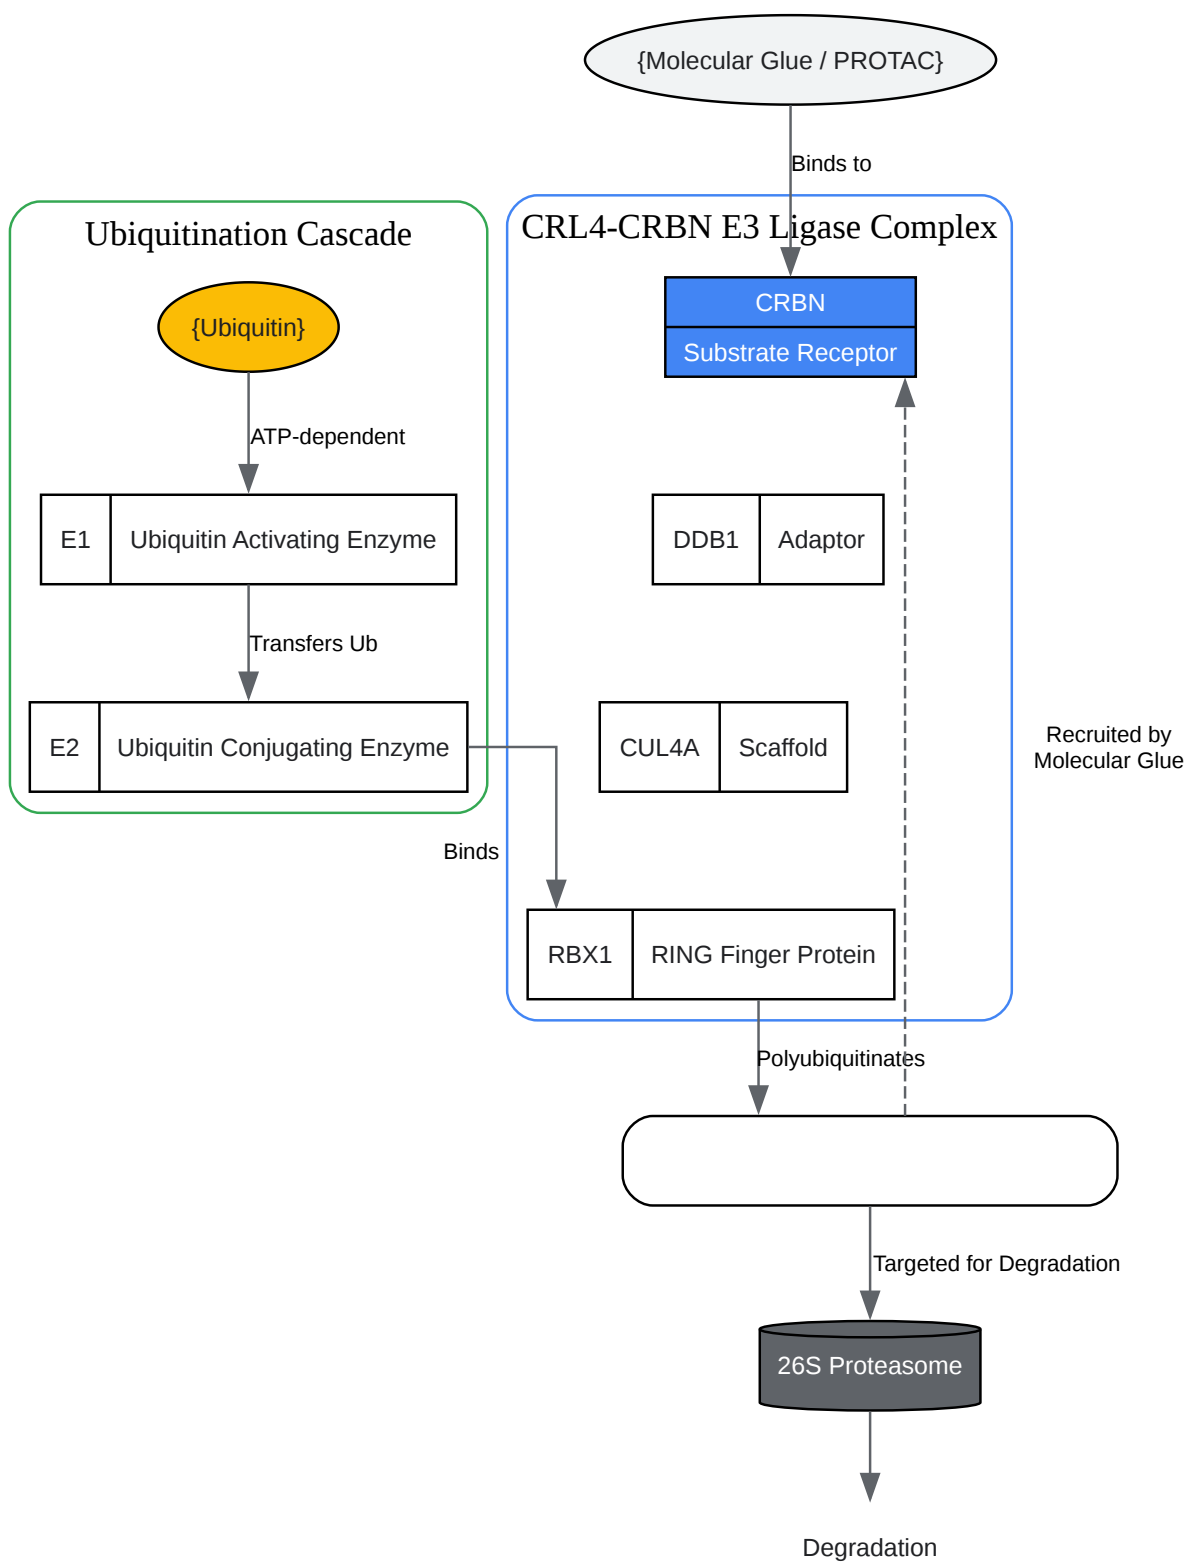 {Molecular Glue / PROTAC}
Binds to
Ubiquitination Cascade
CRL4-CRBN E3 Ligase Complex
{Ubiquitin}
CRBN
Substrate Receptor
ATP-dependent
E1
Ubiquitin Activating Enzyme
DDB1
Adaptor
Transfers Ub
E2
Ubiquitin Conjugating Enzyme
CUL4A
Scaffold
Recruited by
Molecular Glue
Binds
RBX1
RING Finger Protein
Polyubiquitinates
Targeted for Degradation
26S Proteasome
Degradation